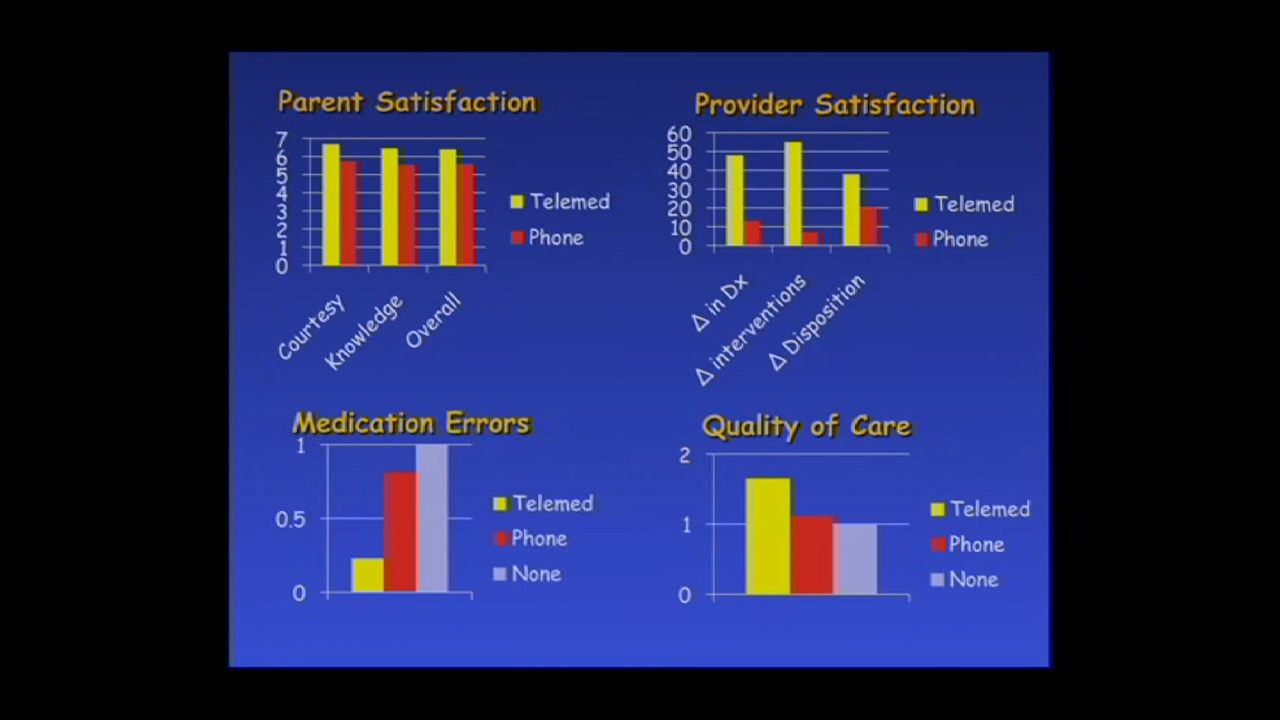 Parent Satisfaction
7
6
5
4
3
2
1
0
Courtesy
Knowledge
Overall
Telemed
Phone
Provider Satisfaction
60
50
40
30
20
10
0
Δ in Dx
Δ interventions
Δ Disposition
Telemed
Phone
Medication Errors
1
0.5
0
Telemed
Phone
None
Quality of Care
2
1
0
Telemed
Phone
None